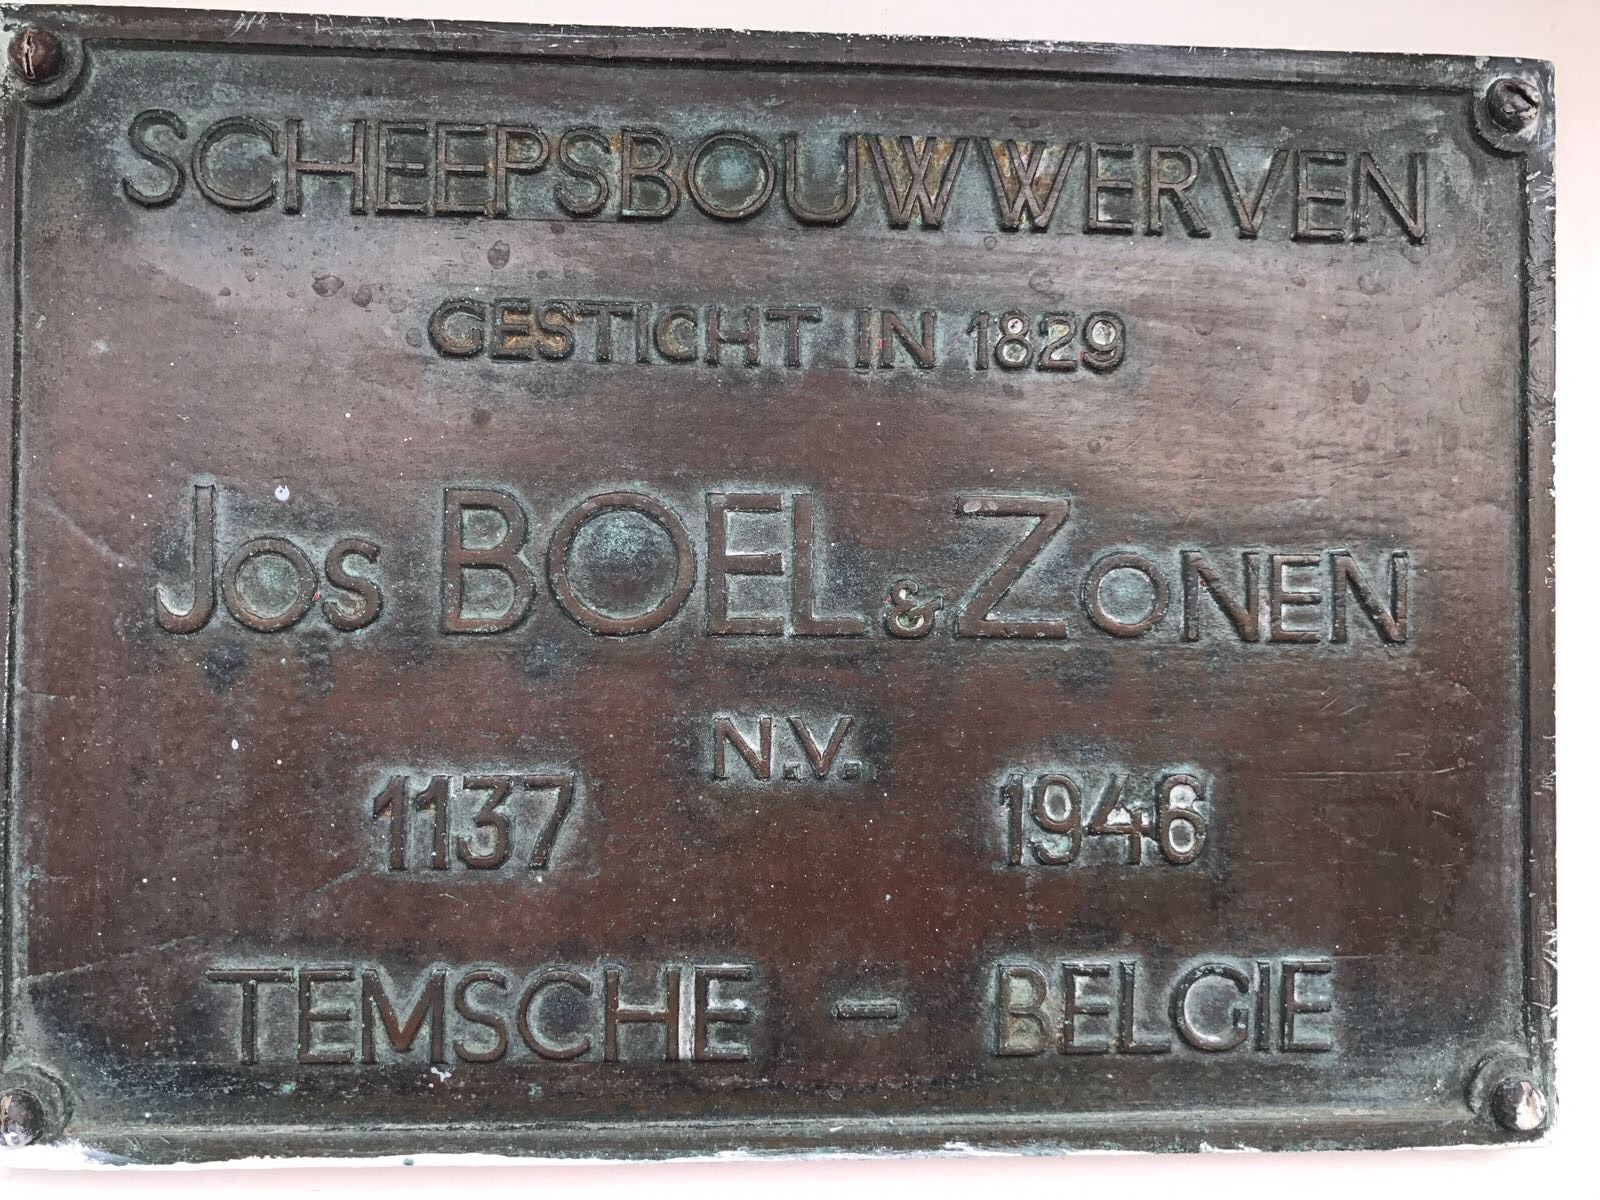 SCHEEPSBOUWWERVEN
GESTICHT IN 1829
JOS BOEL & ZONEN
N.V.
1137 1946
TEMSCHE - BELGIE